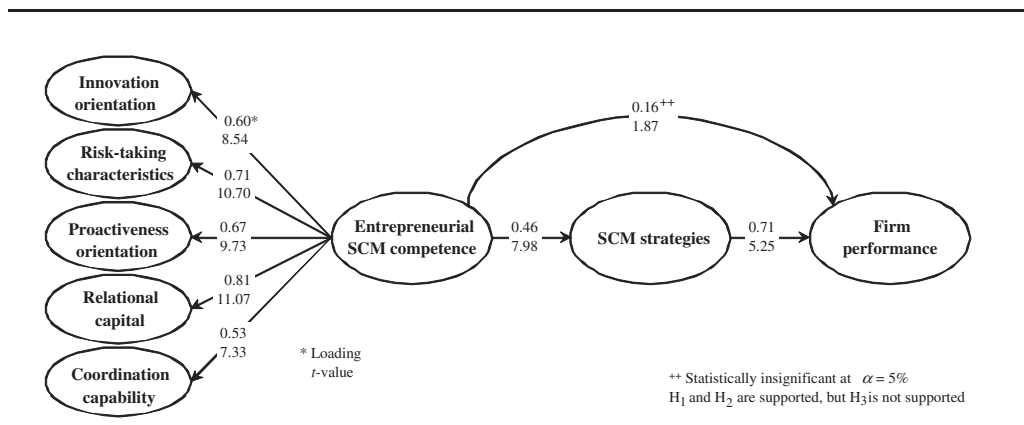 Innovation
orientation
0.60*
8.54
Risk-taking
characteristics
0.71
10.70
Proactiveness
orientation
0.67
9.73
Relational
capital
0.81
11.07
Coordination
capability
0.53
7.33
Entrepreneurial
SCM competence
0.46
7.98
SCM strategies
0.71
5.25
Firm
performance
0.16++
1.87
* Loading
t-value
++ Statistically insignificant at α = 5%
H1 and H2 are supported, but H3 is not supported